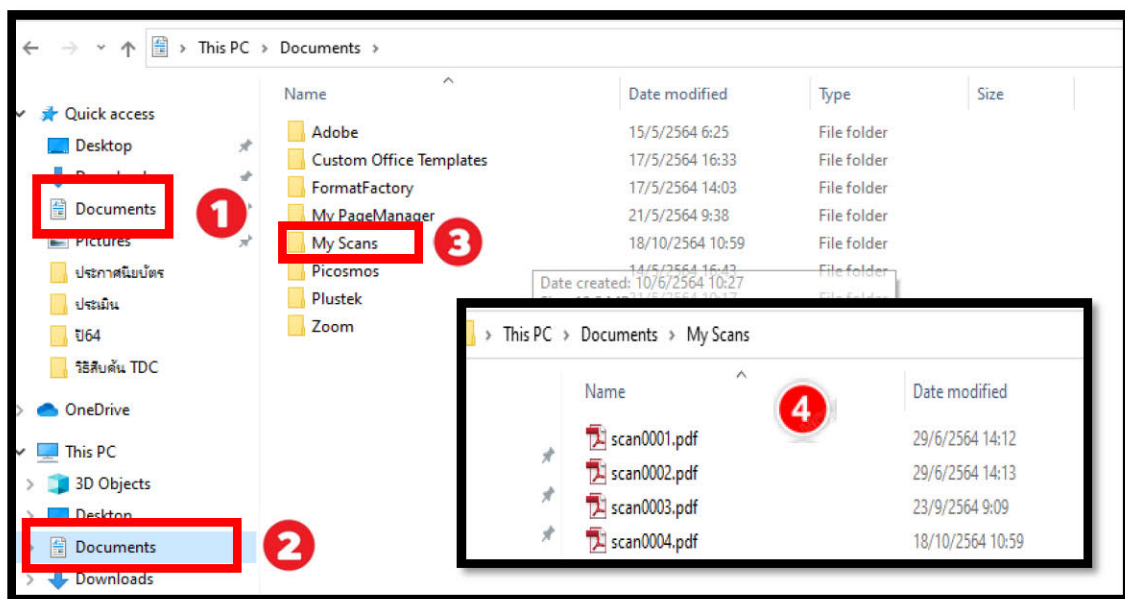 This PC > Documents >
Name Date modified Type Size
Quick access
Desktop
Documents
Pictures
ประกาศนียบัตร
ประเมิน
ปี64
วิธีสืบค้น TDC
OneDrive
This PC
3D Objects
Desktop
Documents
Downloads
1
2
Adobe 15/5/2564 6:25 File folder
Custom Office Templates 17/5/2564 16:33 File folder
FormatFactory 17/5/2564 14:03 File folder
My PageManager 21/5/2564 9:38 File folder
My Scans 18/10/2564 10:59 File folder
3
Picosmos 14/5/2564 16:43 File folder
Plustek
Zoom
Date created: 10/6/2564 10:27
> This PC > Documents > My Scans
Name Date modified
4
scan0001.pdf 29/6/2564 14:12
scan0002.pdf 29/6/2564 14:13
scan0003.pdf 23/9/2564 9:09
scan0004.pdf 18/10/2564 10:59